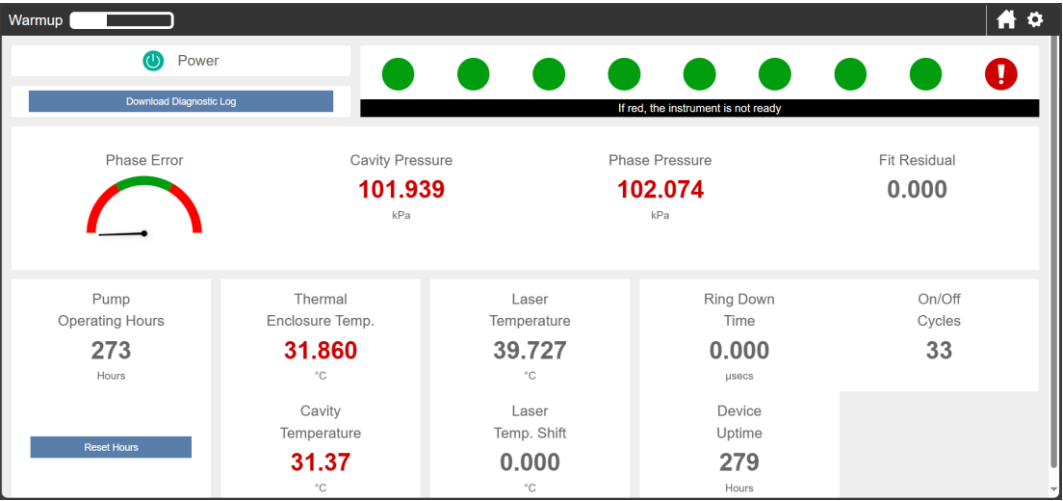 Warmup
Power
Download Diagnostic Log
!
If red, the instrument is not ready
Phase Error
Cavity Pressure
101.939
kPa
Phase Pressure
102.074
kPa
Fit Residual
0.000
Pump
Operating Hours
273
Hours
Reset Hours
Thermal
Enclosure Temp.
31.860
°C
Cavity
Temperature
31.37
°C
Laser
Temperature
39.727
°C
Laser
Temp. Shift
0.000
°C
Ring Down
Time
0.000
µsecs
Device
Uptime
279
Hours
On/Off
Cycles
33